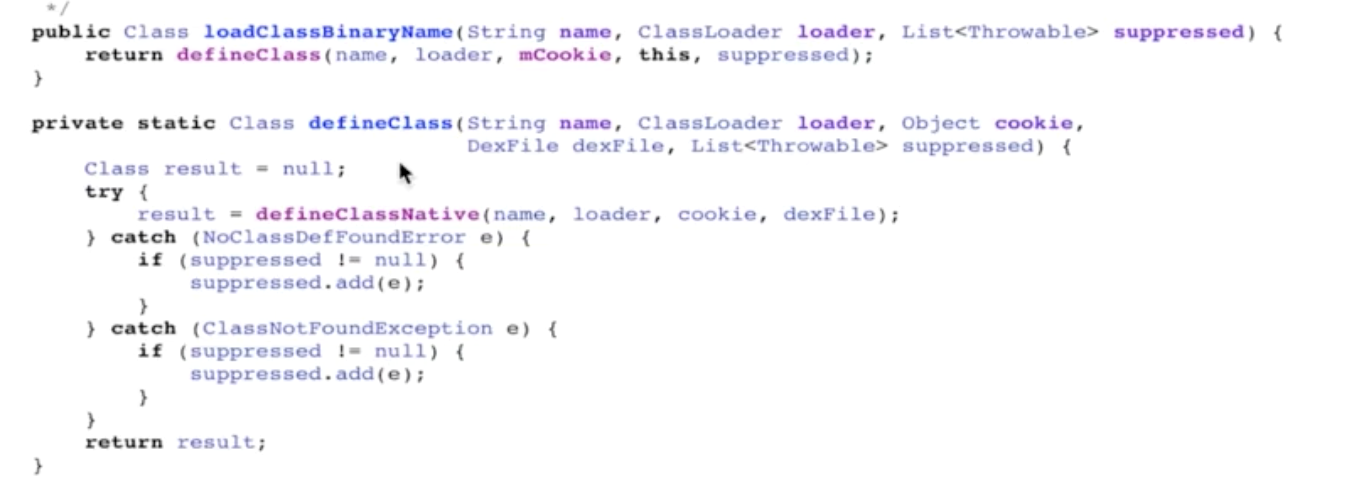 */
public Class loadClassBinaryName(String name, ClassLoader loader, List<Throwable> suppressed) {
    return defineClass(name, loader, mCookie, this, suppressed);
}

private static Class defineClass(String name, ClassLoader loader, Object cookie,
                                 DexFile dexFile, List<Throwable> suppressed) {
    Class result = null;
    try {
        result = defineClassNative(name, loader, cookie, dexFile);
    } catch (NoClassDefFoundError e) {
        if (suppressed != null) {
            suppressed.add(e);
        }
    } catch (ClassNotFoundException e) {
        if (suppressed != null) {
            suppressed.add(e);
        }
    }
    return result;
}